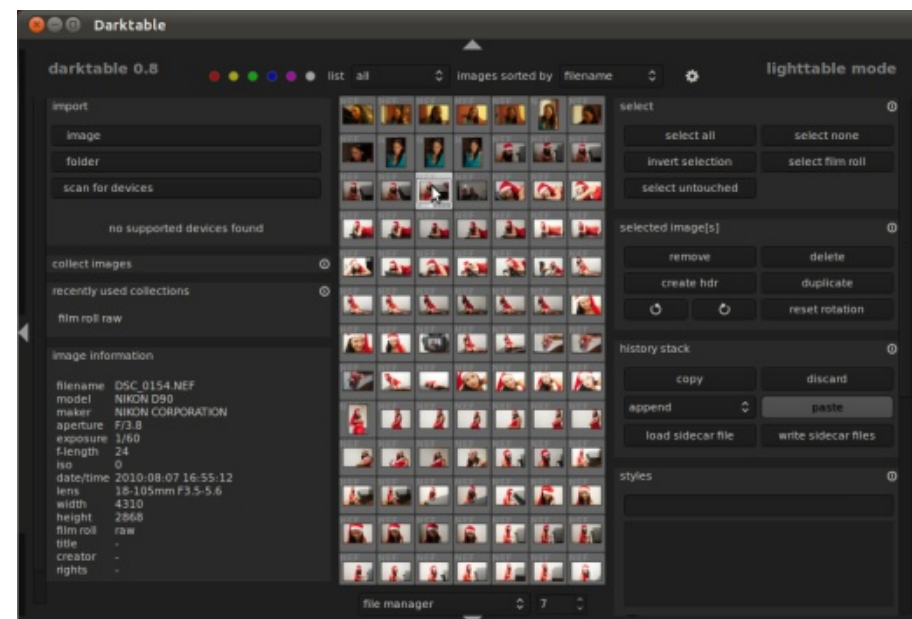 Darktable
darktable 0.8
list all images sorted by filename
lighttable mode
import
image
folder
scan for devices
no supported devices found
collect images
recently used collections
film roll raw
image information
filename DSC_0154.NEF
model NIKON D90
maker NIKON CORPORATION
aperture F/3.8
exposure 1/60
f-length 24
iso 0
date/time 2010:08:07 16:55:12
lens 18-105mm F3.5-5.6
width 4310
height 2868
film roll raw
title -
creator -
rights -
file manager 7
select
select all select none
invert selection select film roll
select untouched
selected image[s]
remove delete
create hdr duplicate
reset rotation
history stack
copy discard
append paste
load sidecar file write sidecar files
styles